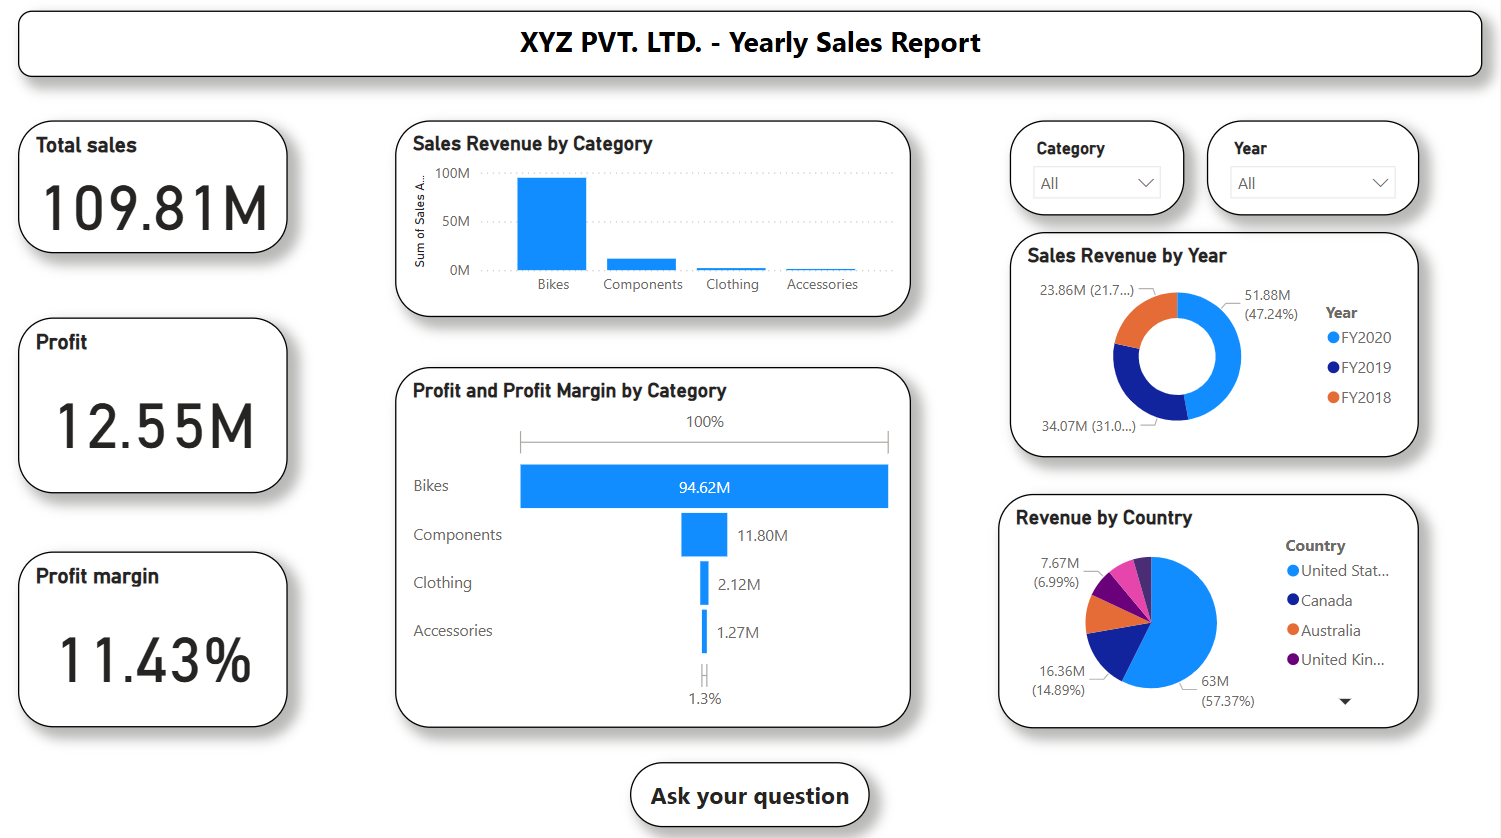 XYZ PVT. LTD. - Yearly Sales Report
Total sales
109.81M
Profit
12.55M
Profit margin
11.43%
Sales Revenue by Category
Sum of Sales A...
100M
50M
0M
Bikes
Components
Clothing
Accessories
Profit and Profit Margin by Category
100%
Bikes
94.62M
Components
11.80M
Clothing
2.12M
Accessories
1.27M
1.3%
Category
All
Year
All
Sales Revenue by Year
23.86M (21.7...)
51.88M
(47.24%)
34.07M (31.0...)
Year
FY2020
FY2019
FY2018
Revenue by Country
7.67M
(6.99%)
16.36M
(14.89%)
63M
(57.37%)
Country
United Stat...
Canada
Australia
United Kin...
Ask your question